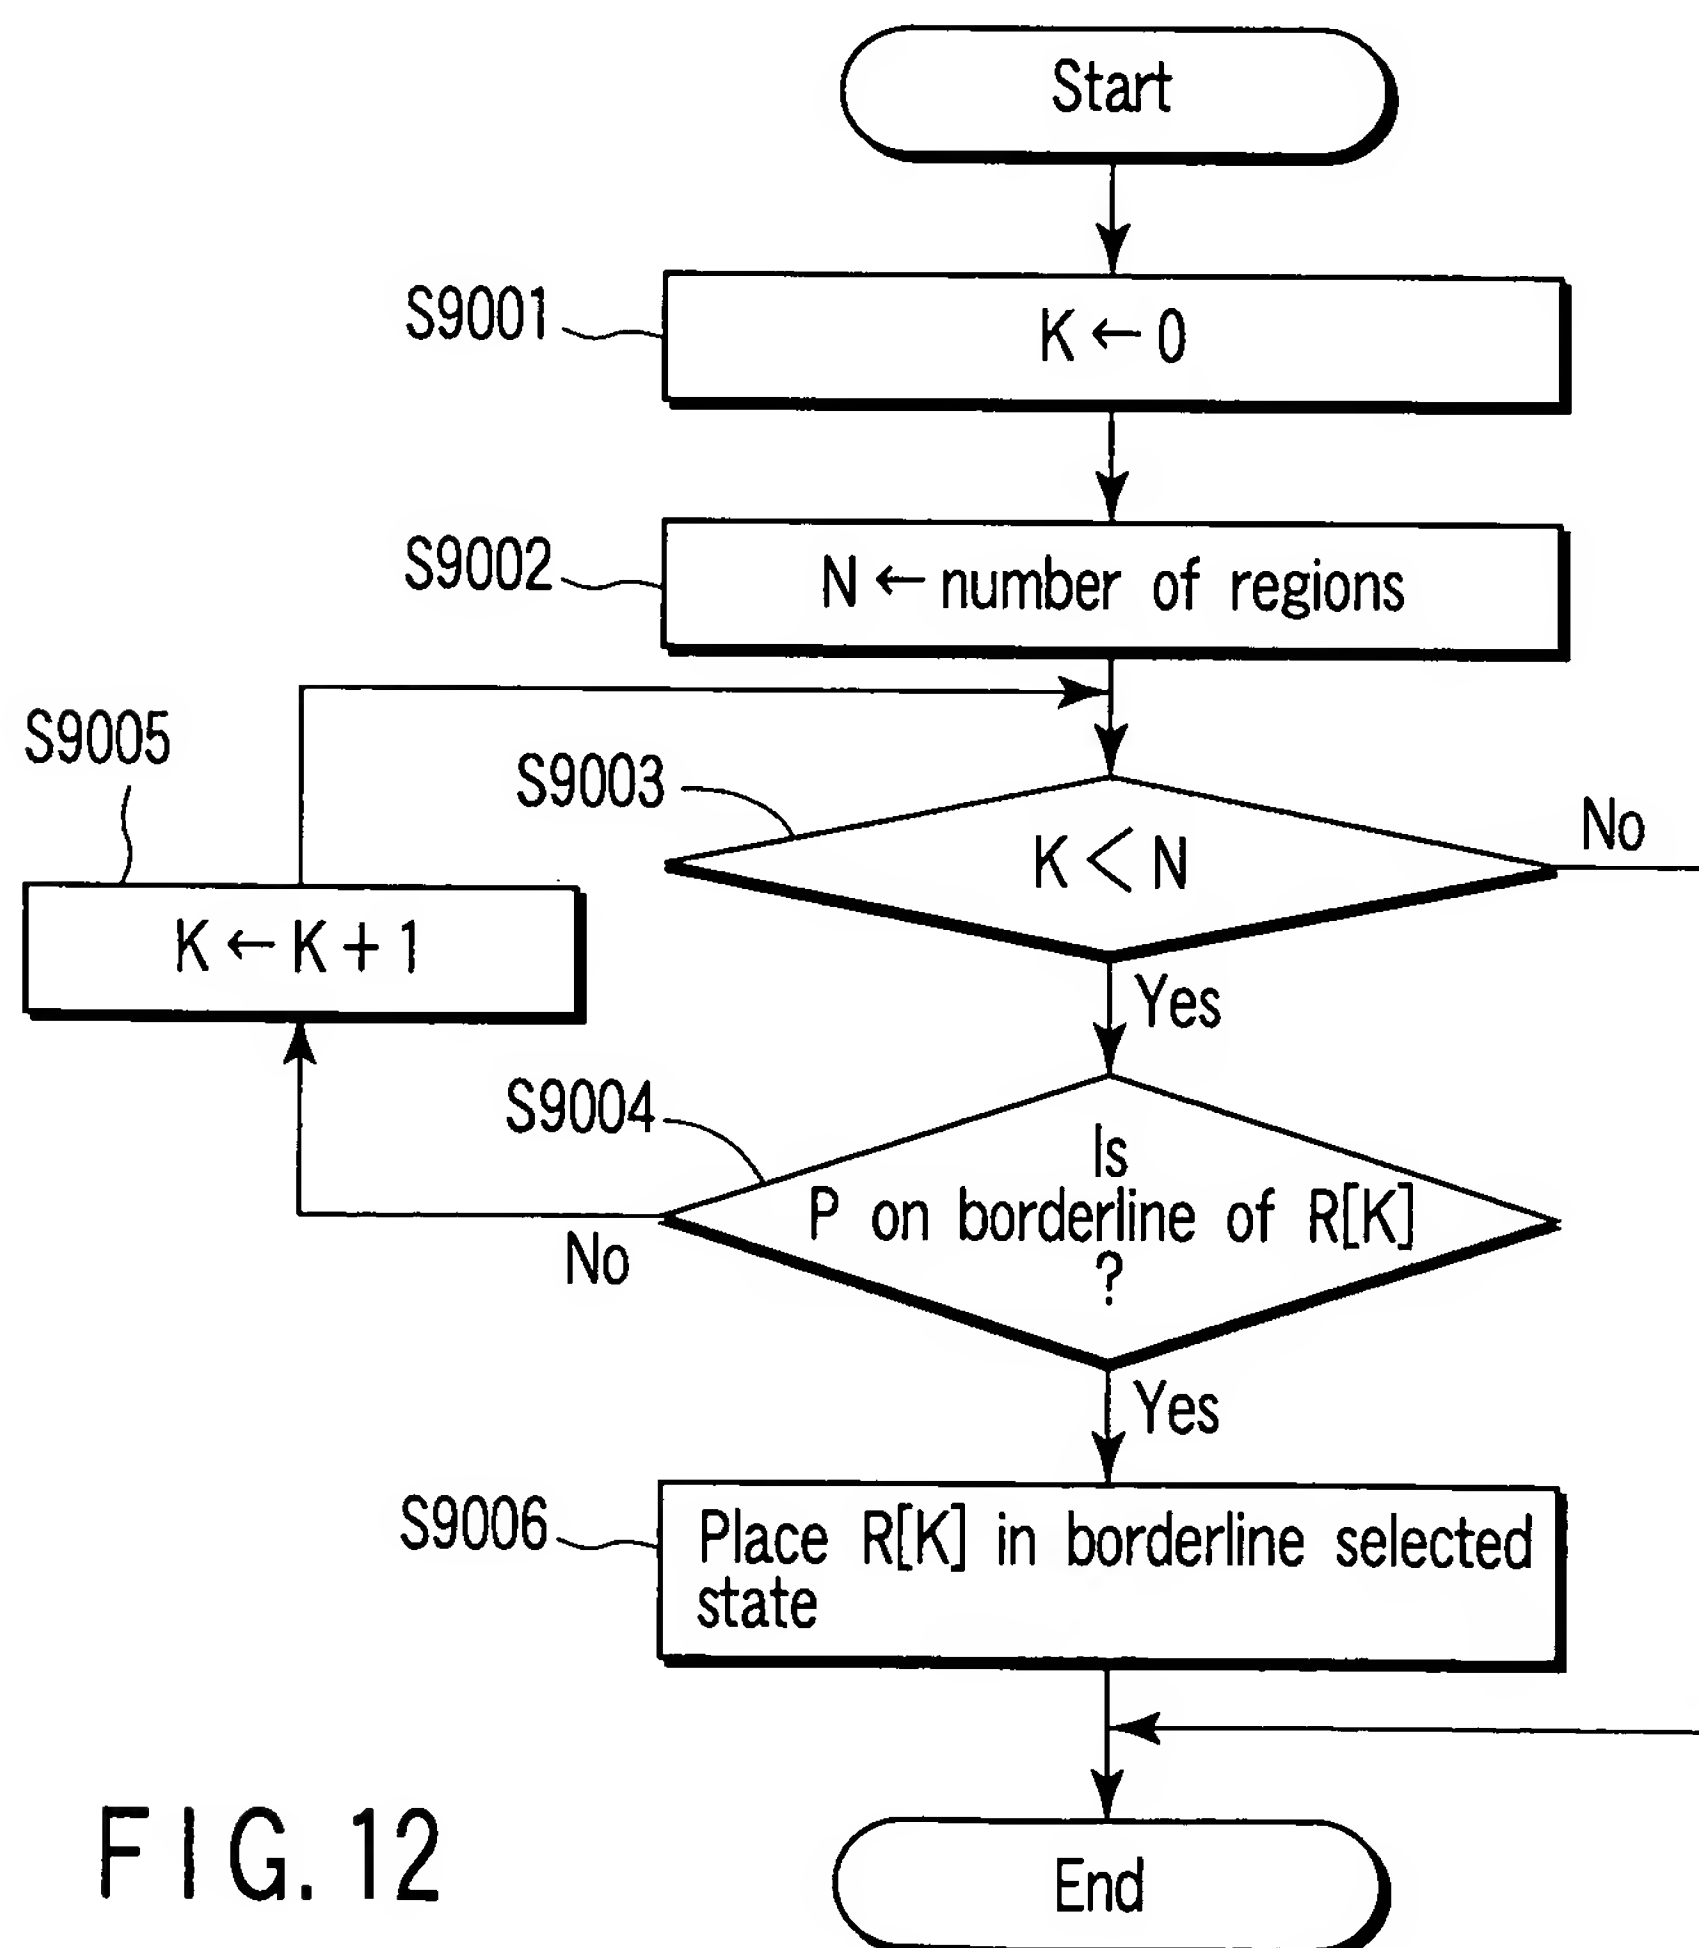 Start
S9001
K ← 0
S9002
N ← number of regions
S9005
S9003
K < N
No
K ← K + 1
Yes
S9004
Is
P on borderline of R[K]
?
No
Yes
S9006
Place R[K] in borderline selected
state
FIG. 12
End